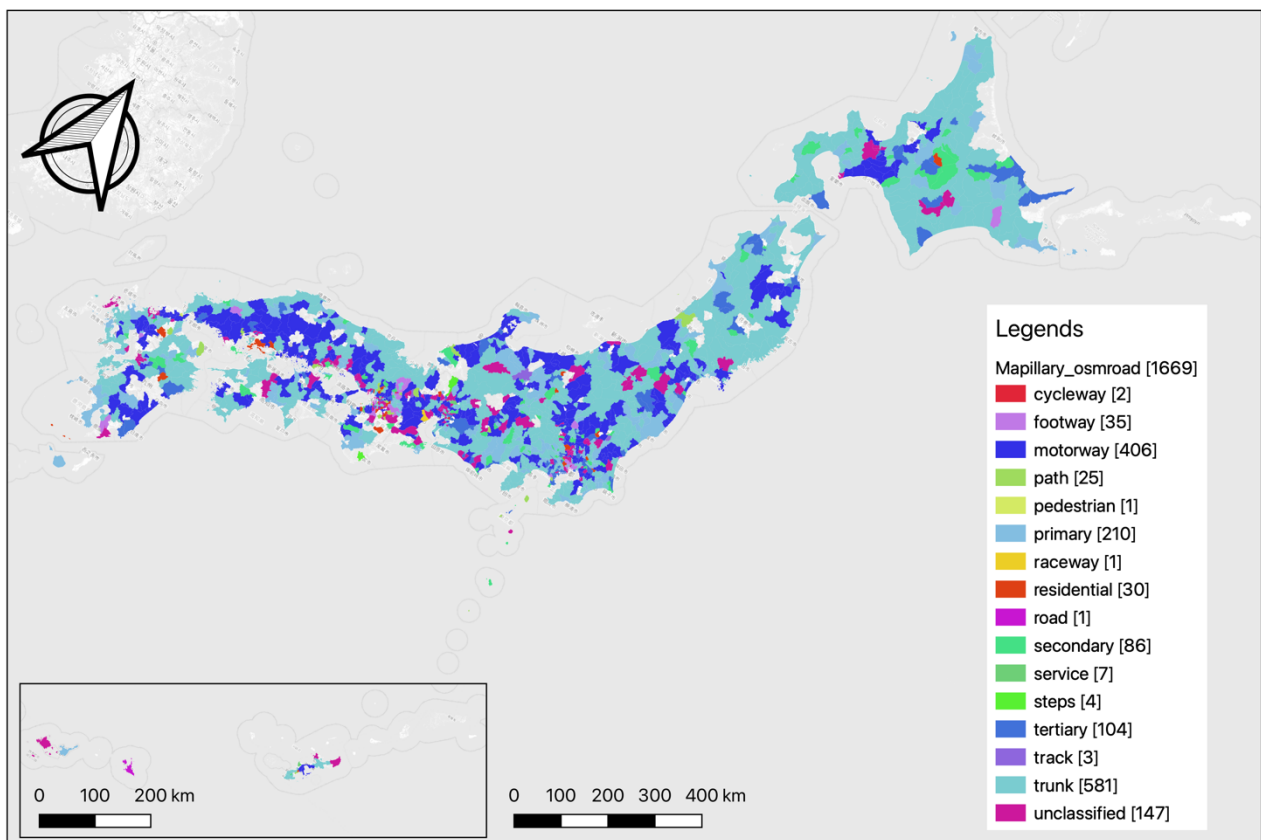 Legends
Mapillary_osmroad [1669]
cycleway [2]
footway [35]
motorway [406]
path [25]
pedestrian [1]
primary [210]
raceway [1]
residential [30]
road [1]
secondary [86]
service [7]
steps [4]
tertiary [104]
track [3]
trunk [581]
unclassified [147]
0 100 200 km
0 100 200 300 400 km